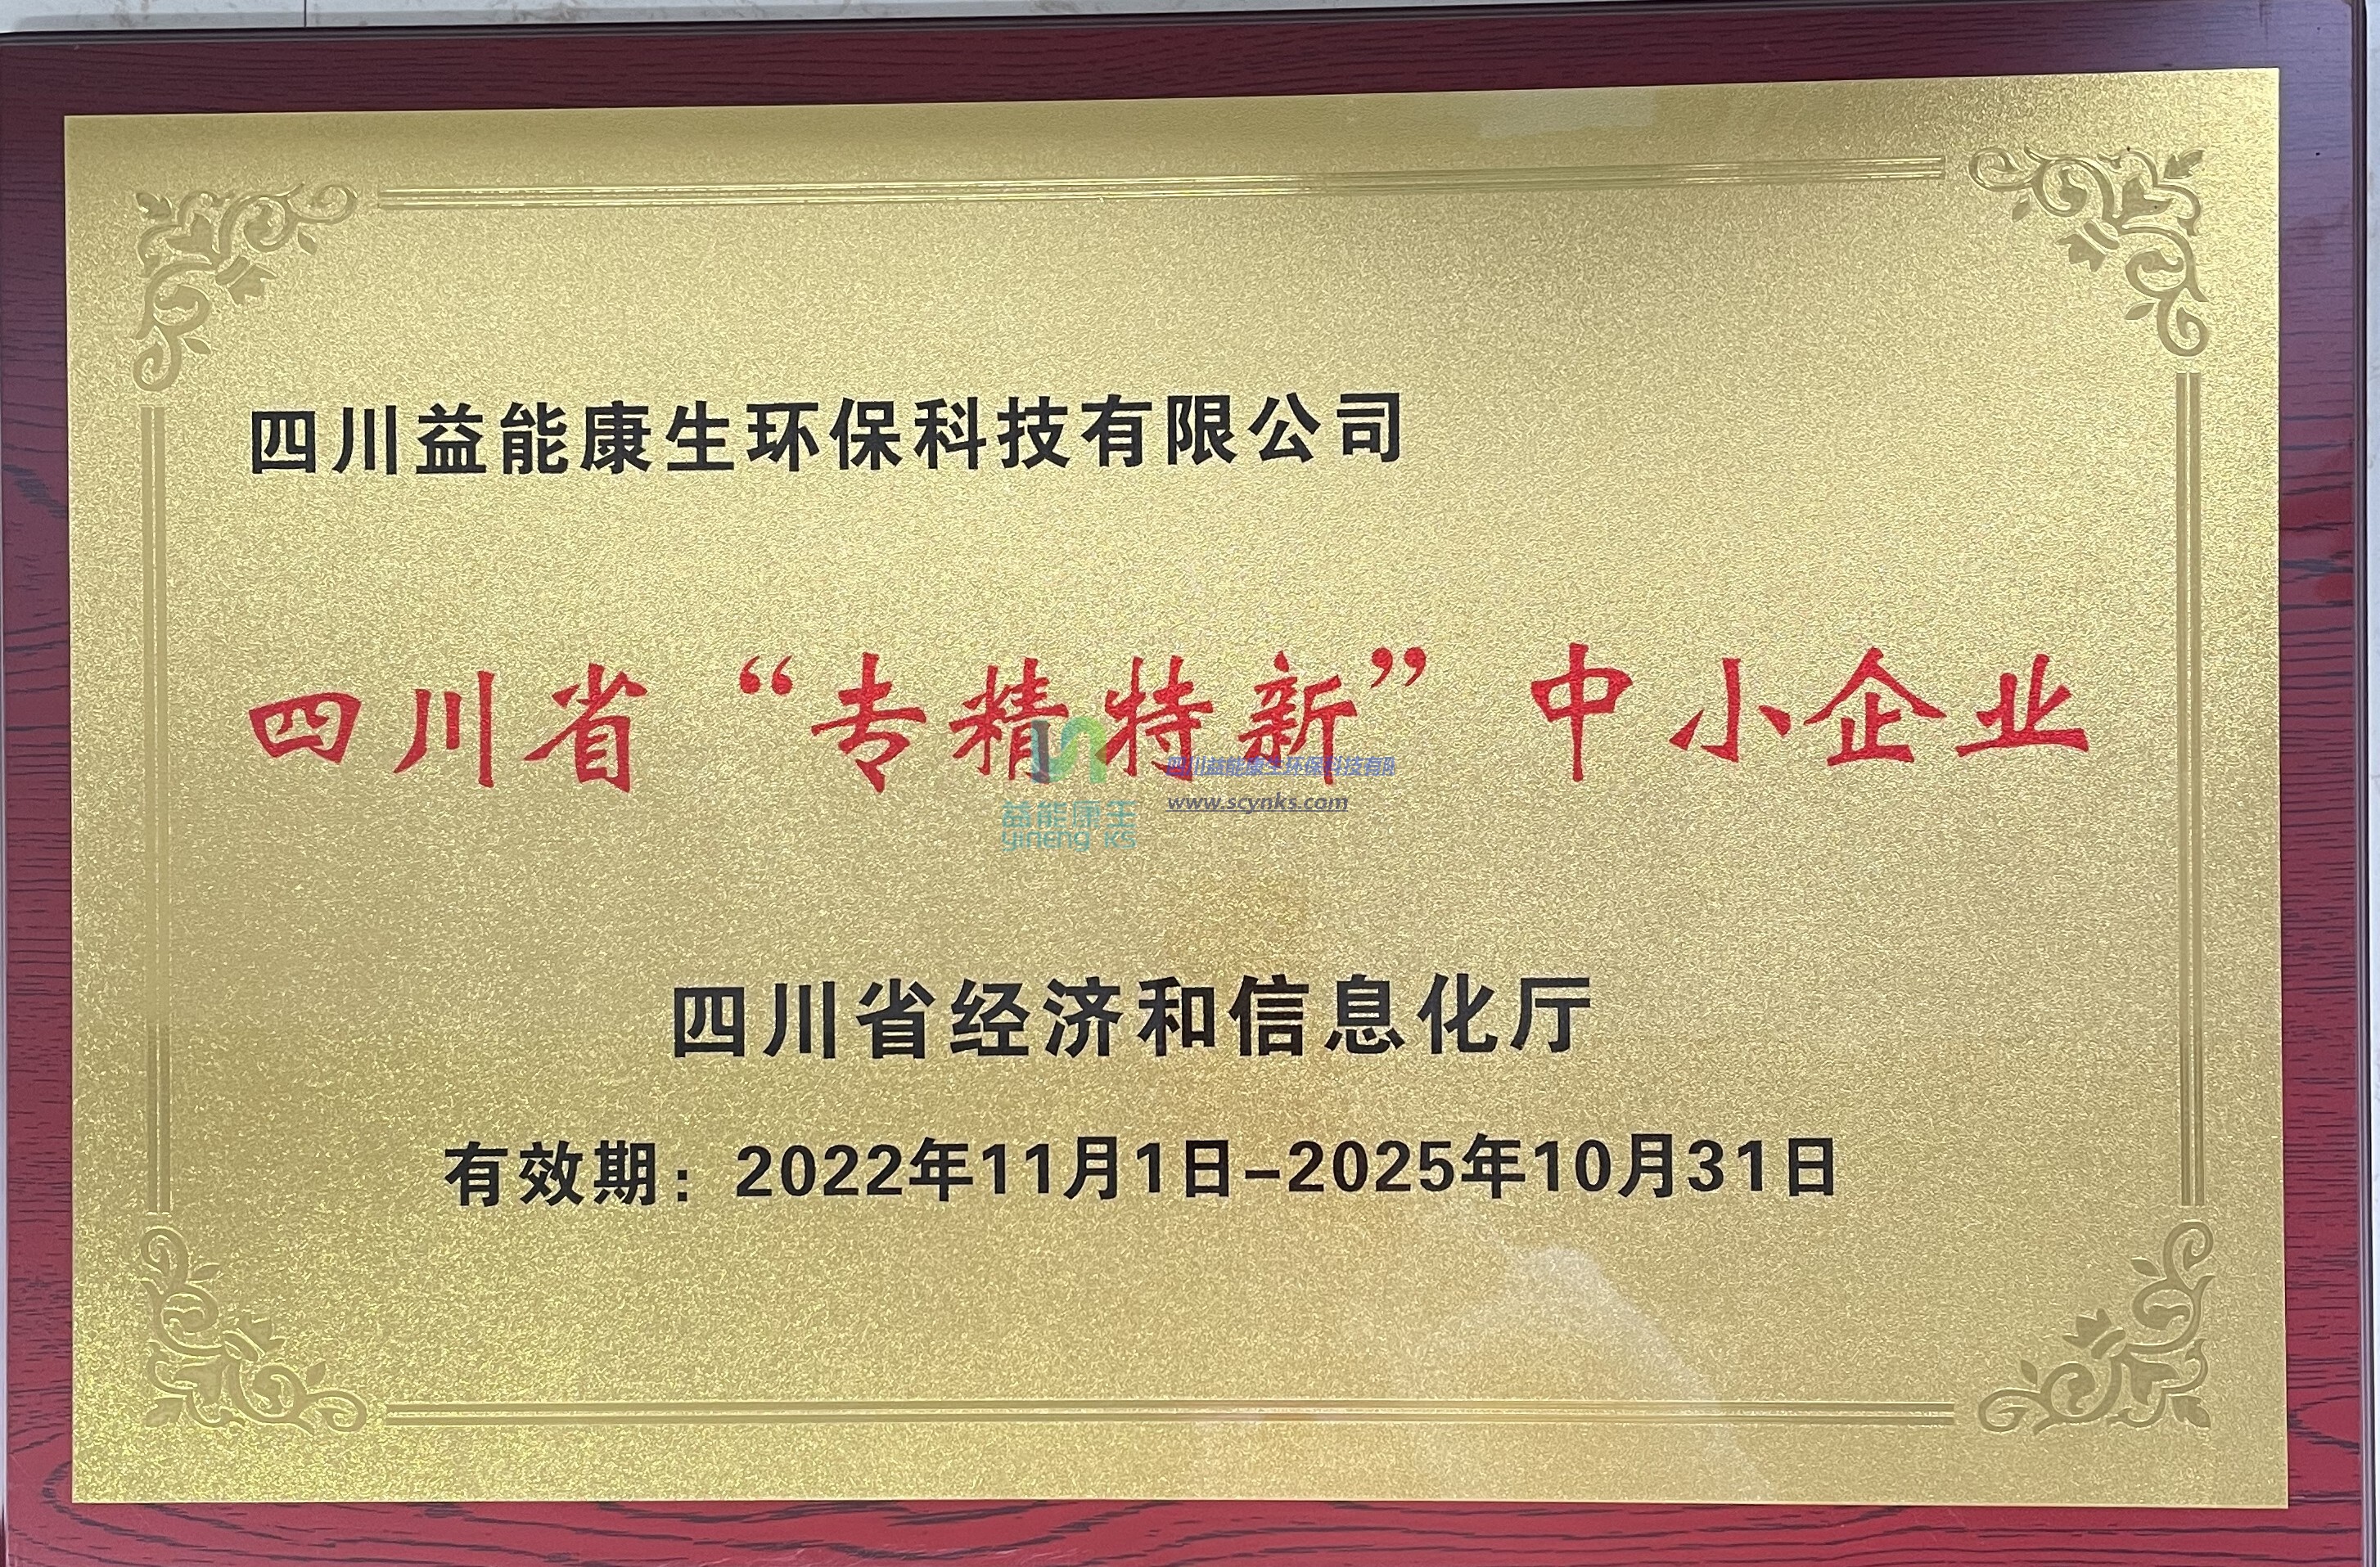 四川益能康生环保科技有限公司
四川省“专精特新”中小企业
四川益能康生环保科技有限
www.scynks.com
益能康生
yineng KS
四川省经济和信息化厅
有效期：2022年11月1日-2025年10月31日